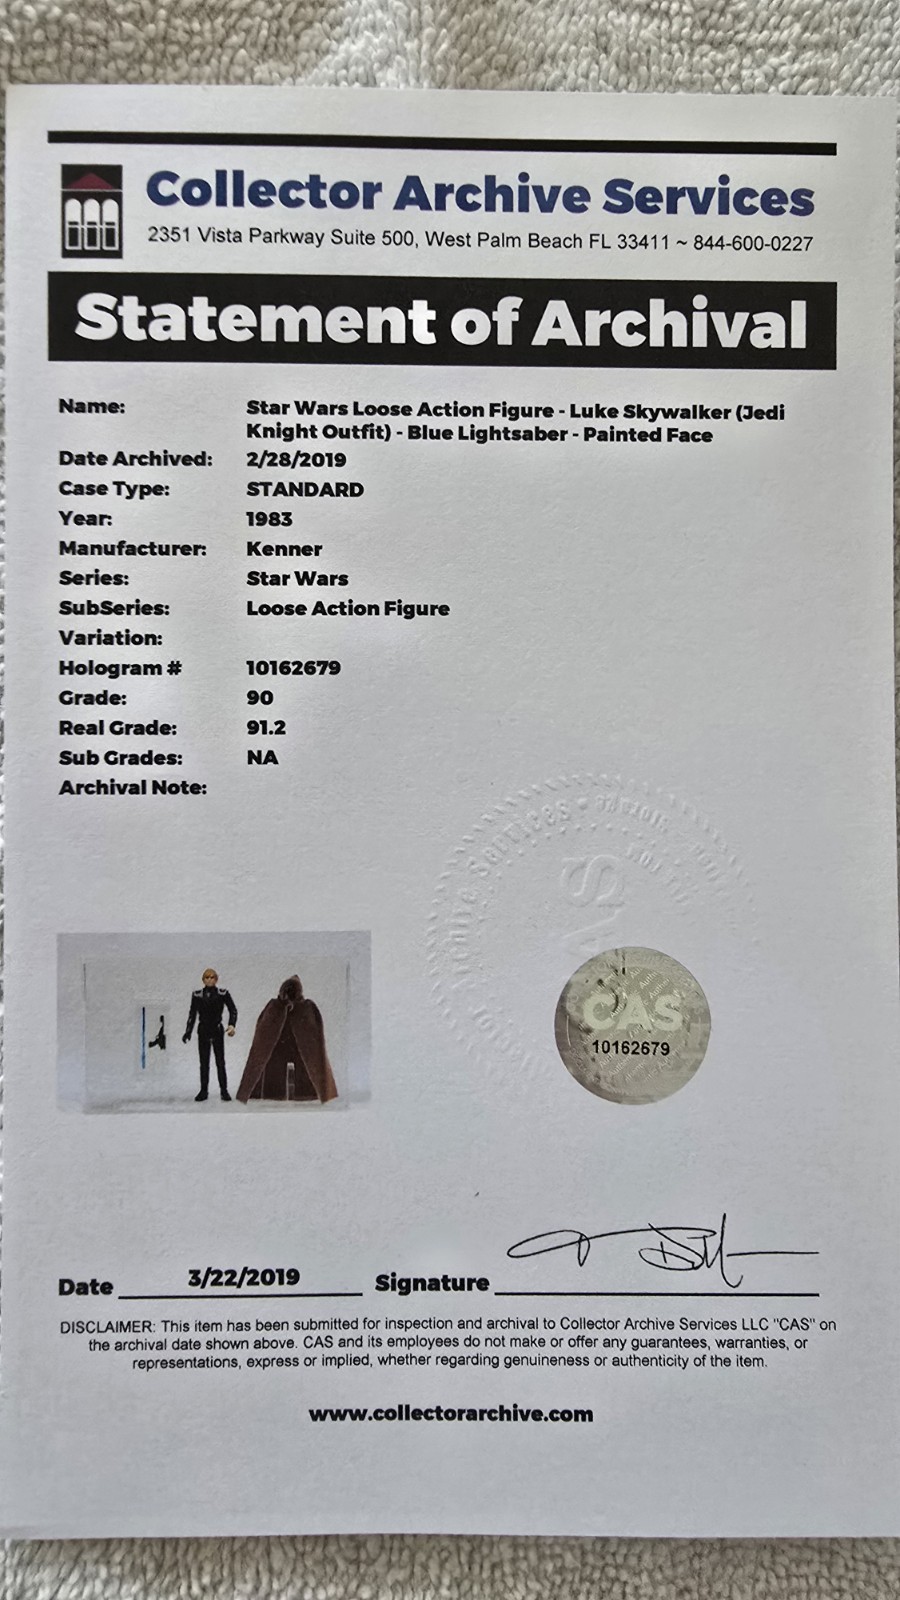 Collector Archive Services
2351 Vista Parkway Suite 500, West Palm Beach FL 33411 ~ 844-600-0227
Statement of Archival
Name: Star Wars Loose Action Figure - Luke Skywalker (Jedi
Knight Outfit) - Blue Lightsaber - Painted Face
Date Archived: 2/28/2019
Case Type: STANDARD
Year: 1983
Manufacturer: Kenner
Series: Star Wars
SubSeries: Loose Action Figure
Variation:
Hologram # 10162679
Grade: 90
Real Grade: 91.2
Sub Grades: NA
Archival Note:
CAS
10162679
Date 3/22/2019 Signature
DISCLAIMER: This item has been submitted for inspection and archival to Collector Archive Services LLC "CAS" on
the archival date shown above. CAS and its employees do not make or offer any guarantees, warranties, or
representations, express or implied, whether regarding genuineness or authenticity of the item.
www.collectorarchive.com